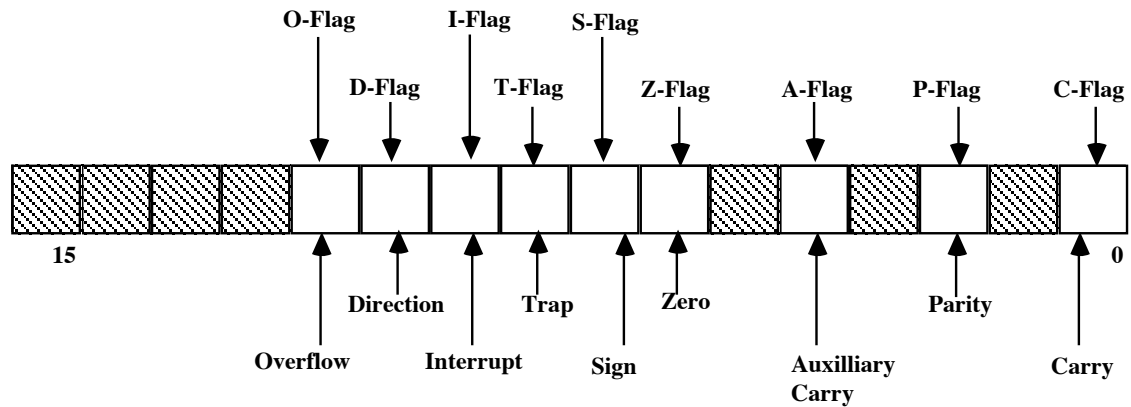 O-Flag I-Flag S-Flag
D-Flag T-Flag Z-Flag A-Flag P-Flag C-Flag
15 0
Direction Trap Zero Parity
Overflow Interrupt Sign Auxilliary Carry
Carry